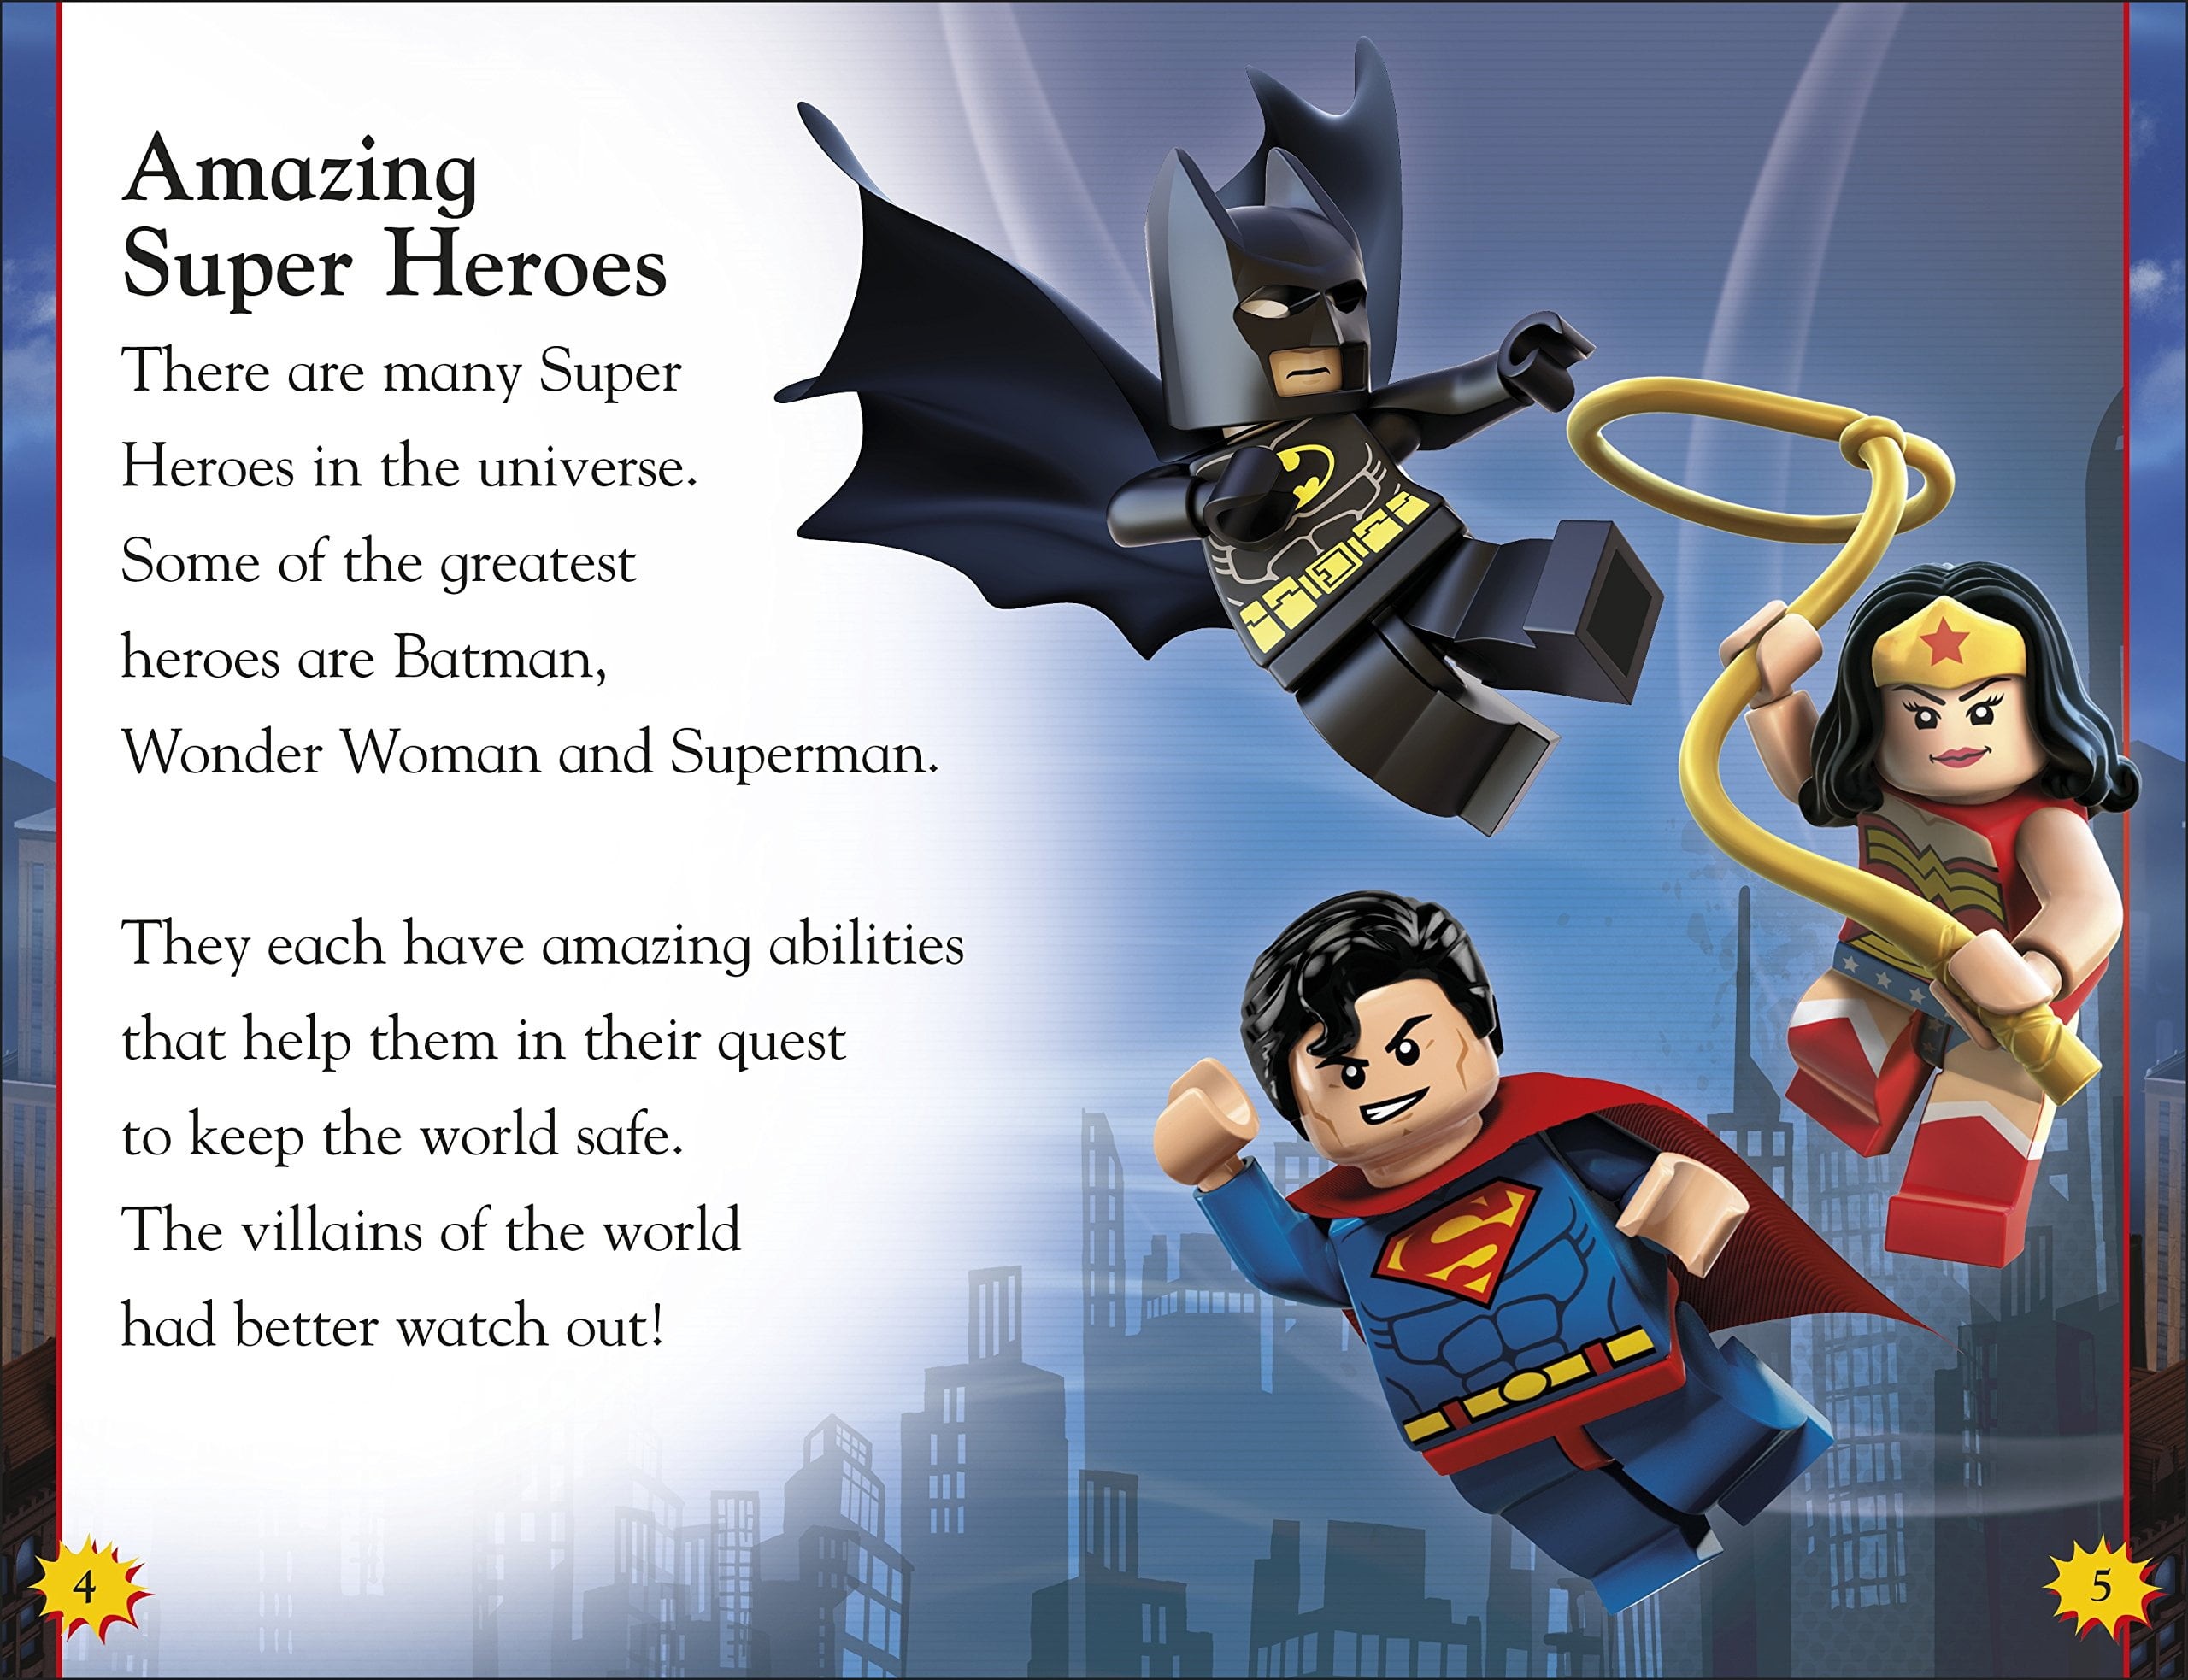 Amazing
Super Heroes
There are many Super
Heroes in the universe.
Some of the greatest
heroes are Batman,
Wonder Woman and Superman.
They each have amazing abilities
that help them in their quest
to keep the world safe.
The villains of the world
had better watch out!
S
4
5